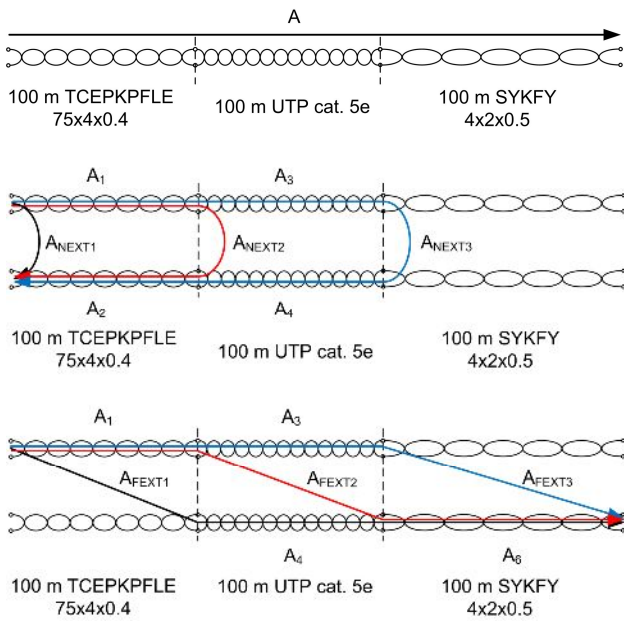 A
100 m TCEPKPFLE 100 m UTP cat. 5e 100 m SYKFY
75x4x0.4 4x2x0.5
A1 A3
ANEXT1 ANEXT2 ANEXT3
A2 A4
100 m TCEPKPFLE 100 m UTP cat. 5e 100 m SYKFY
75x4x0.4 4x2x0.5
A1 A3
AFEXT1 AFEXT2 AFEXT3
A4 A6
100 m TCEPKPFLE 100 m UTP cat. 5e 100 m SYKFY
75x4x0.4 4x2x0.5